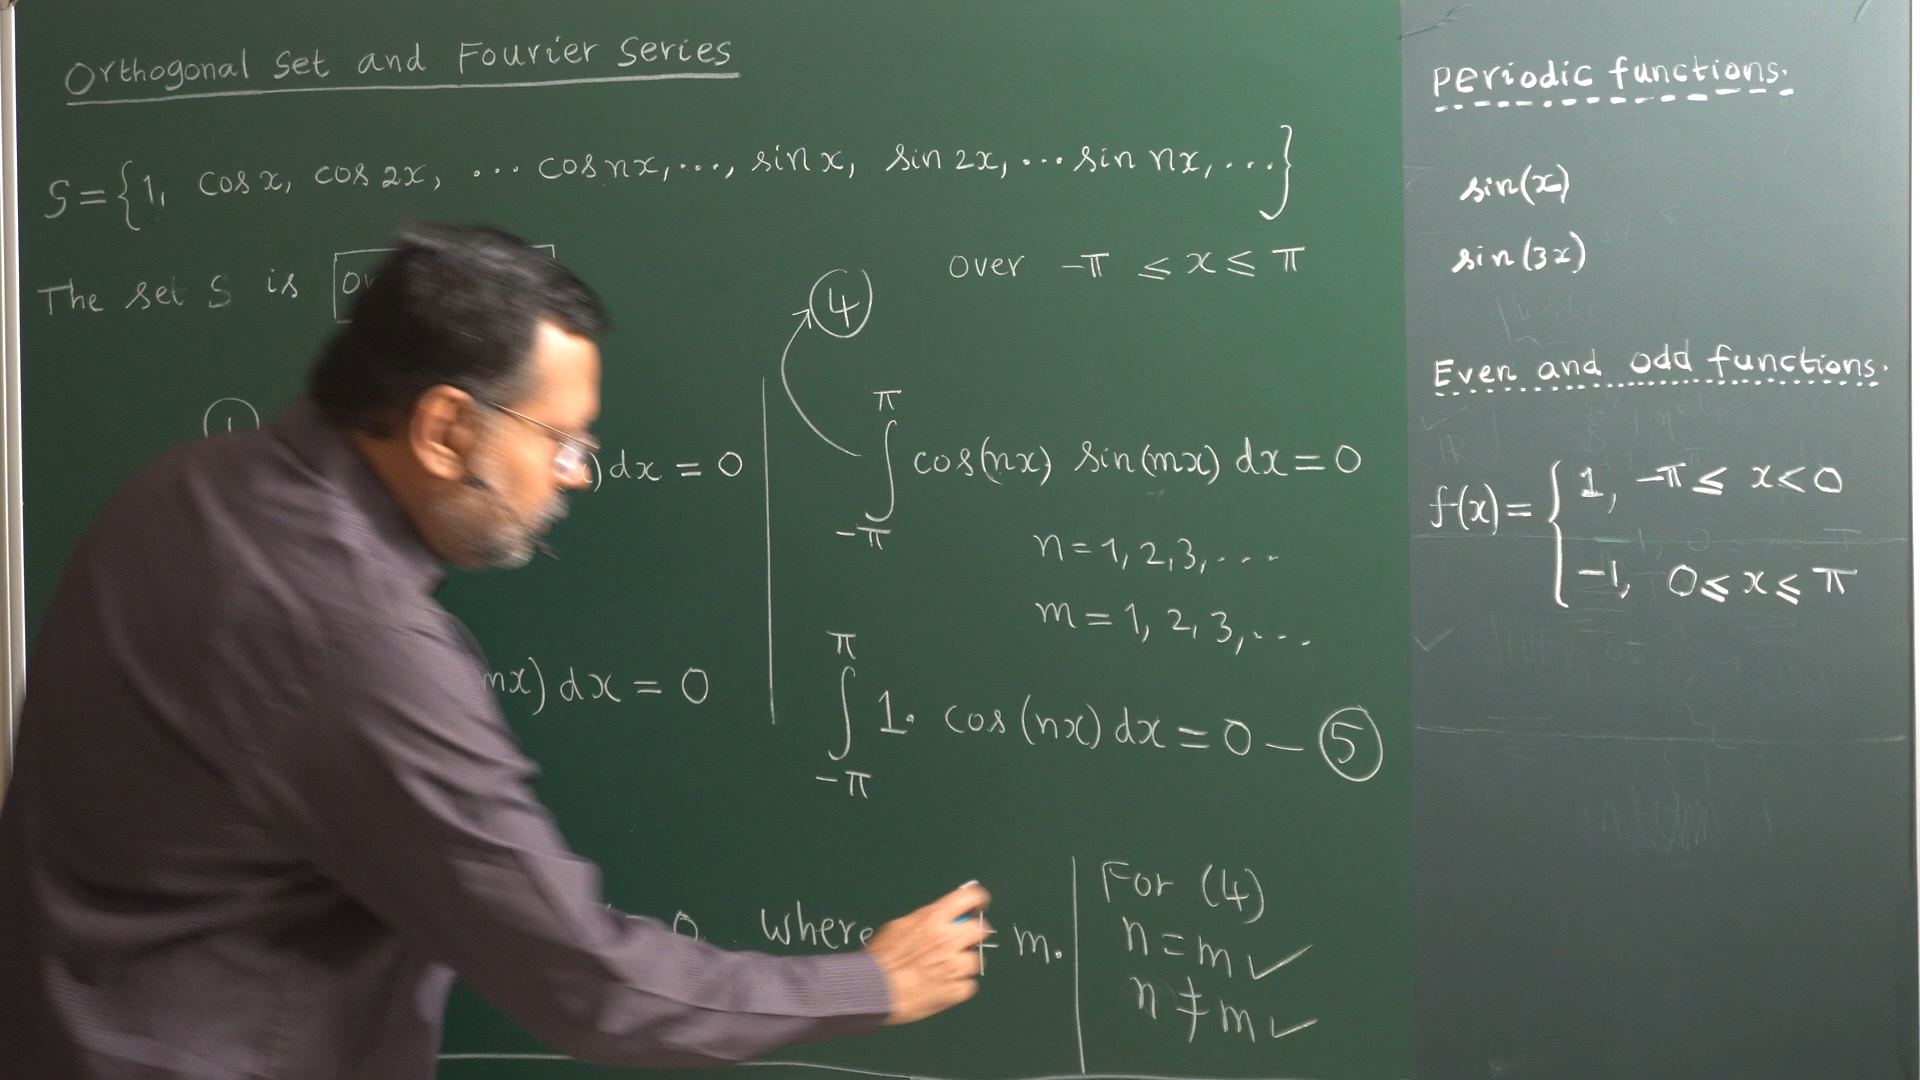 Orthogonal Set and Fourier Series
S = {1, cos x, cos 2x, ... cos nx, ..., sin x, sin 2x, ... sin nx, ...}
The set S is
over -π ≤ x ≤ π
1
) dx = 0
mx) dx = 0
= 0 where ≠ m.
4
∫_{-π}^{π} cos(nx) sin(mx) dx = 0
n = 1, 2, 3, ...
m = 1, 2, 3, ...
∫_{-π}^{π} 1. cos(nx) dx = 0 – 5
For (4)
n = m ✓
n ≠ m ✓
Periodic functions.
sin(x)
sin(3x)
Even and odd functions.
f(x) = { 1, -π ≤ x < 0
-1, 0 ≤ x ≤ π